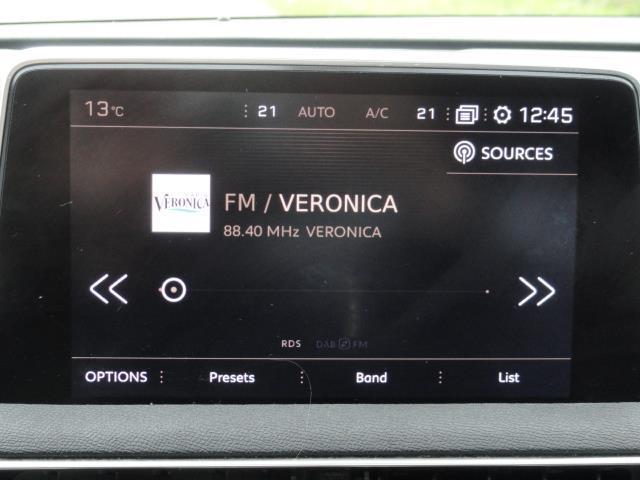 13°C 21 AUTO A/C 21 12:45
SOURCES
VERONICA
FM / VERONICA
88.40 MHz VERONICA
RDS DAB FM
OPTIONS Presets Band List